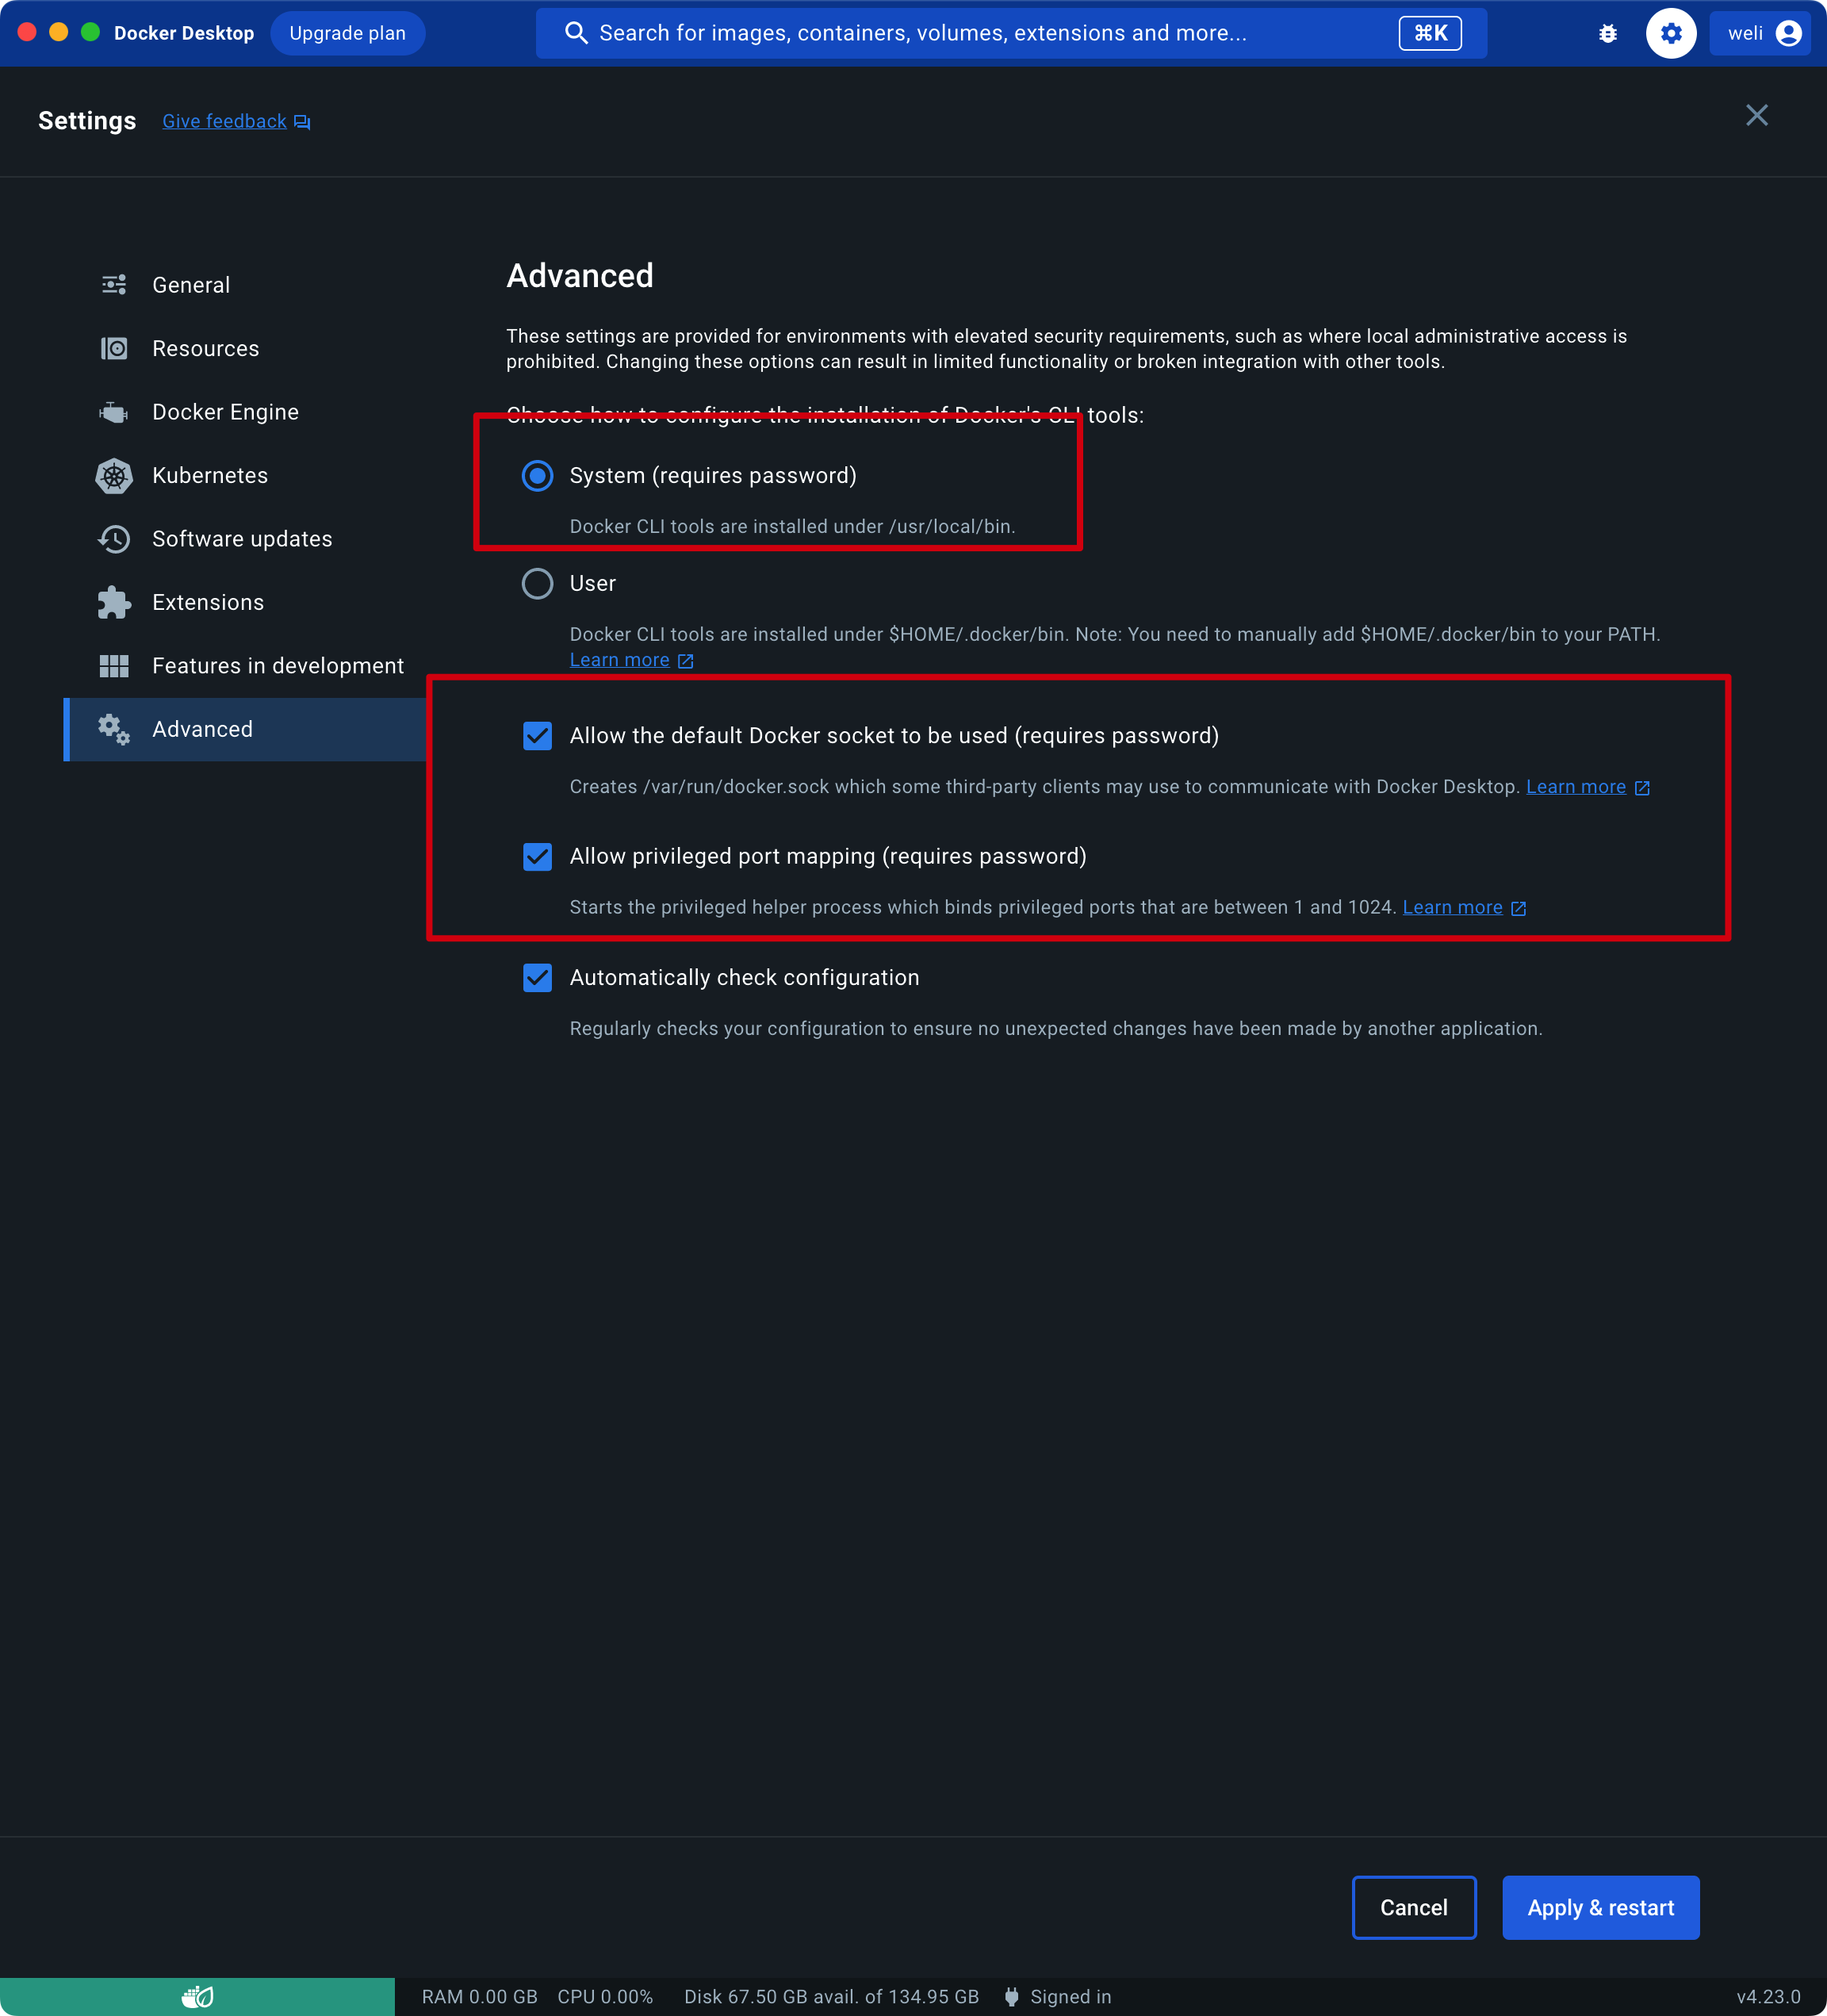 Docker Desktop
Upgrade plan
Search for images, containers, volumes, extensions and more...
⌘K
weli
Settings
Give feedback
General
Resources
Docker Engine
Kubernetes
Software updates
Extensions
Features in development
Advanced
Advanced
These settings are provided for environments with elevated security requirements, such as where local administrative access is
prohibited. Changing these options can result in limited functionality or broken integration with other tools.
Choose how to configure the installation of Docker's CLI tools:
System (requires password)
Docker CLI tools are installed under /usr/local/bin.
User
Docker CLI tools are installed under $HOME/.docker/bin. Note: You need to manually add $HOME/.docker/bin to your PATH.
Learn more
Allow the default Docker socket to be used (requires password)
Creates /var/run/docker.sock which some third-party clients may use to communicate with Docker Desktop. Learn more
Allow privileged port mapping (requires password)
Starts the privileged helper process which binds privileged ports that are between 1 and 1024. Learn more
Automatically check configuration
Regularly checks your configuration to ensure no unexpected changes have been made by another application.
Cancel
Apply & restart
RAM 0.00 GB CPU 0.00% Disk 67.50 GB avail. of 134.95 GB Signed in
v4.23.0